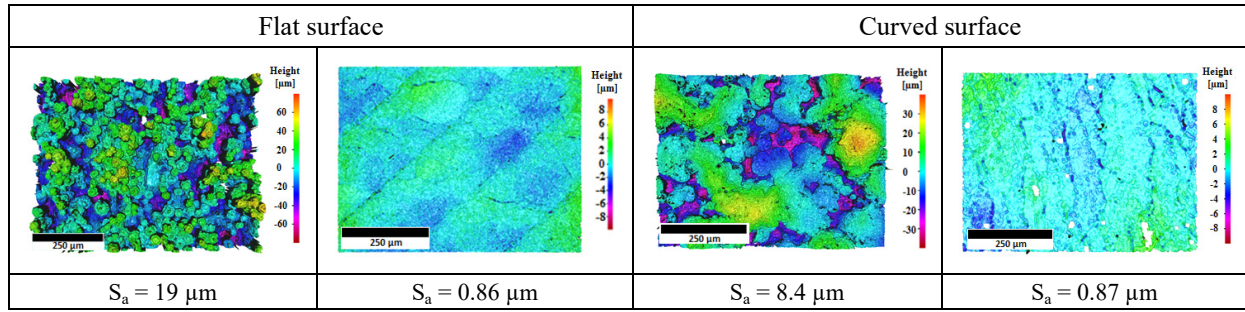 Flat surface
Curved surface
Height
[µm]
60
40
20
0
-20
-40
-60
250 µm
Height
[µm]
8
6
4
2
0
-2
-4
-6
-8
250 µm
Height
[µm]
30
20
10
0
-10
-20
-30
250 µm
Height
[µm]
8
6
4
2
0
-2
-4
-6
-8
250 µm
Sa = 19 µm
Sa = 0.86 µm
Sa = 8.4 µm
Sa = 0.87 µm